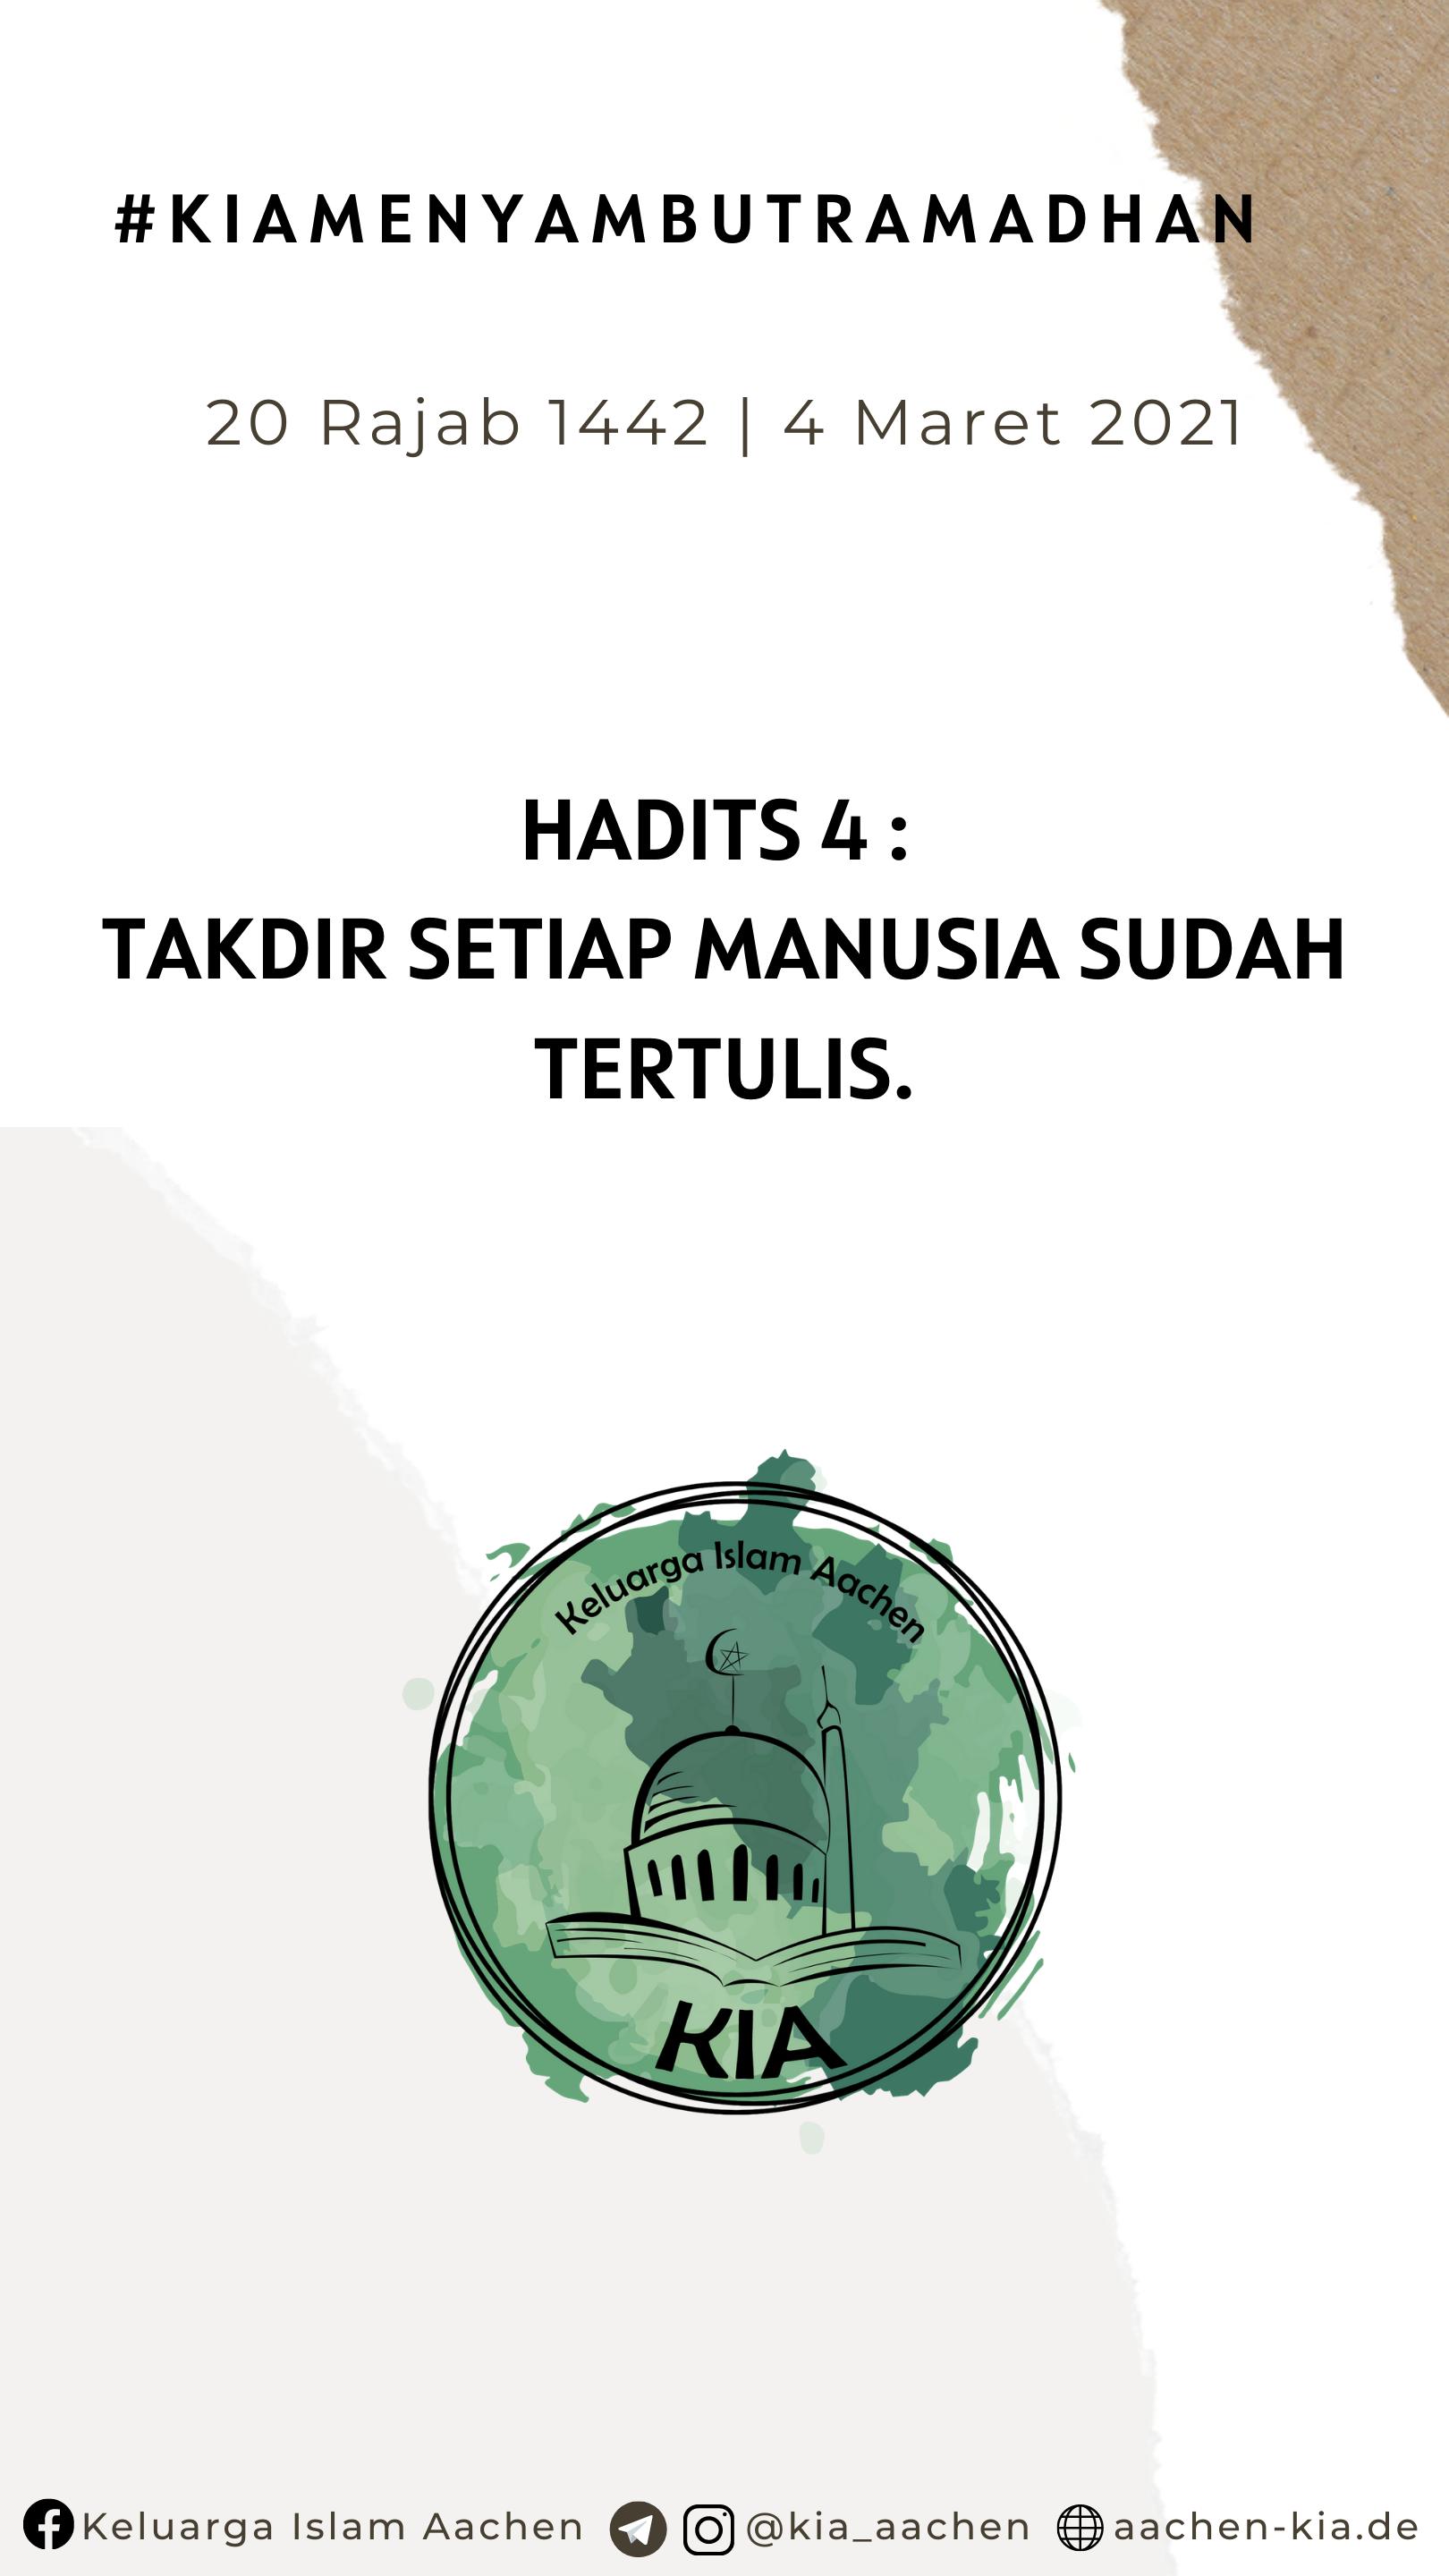 #KIAMENYAMBUTRAMADHAN
20 Rajab 1442 | 4 Maret 2021
HADITS 4 :
TAKDIR SETIAP MANUSIA SUDAH
TERTULIS.
Keluarga Islam Aachen
KIA
Keluarga Islam Aachen @kia_aachen aachen-kia.de